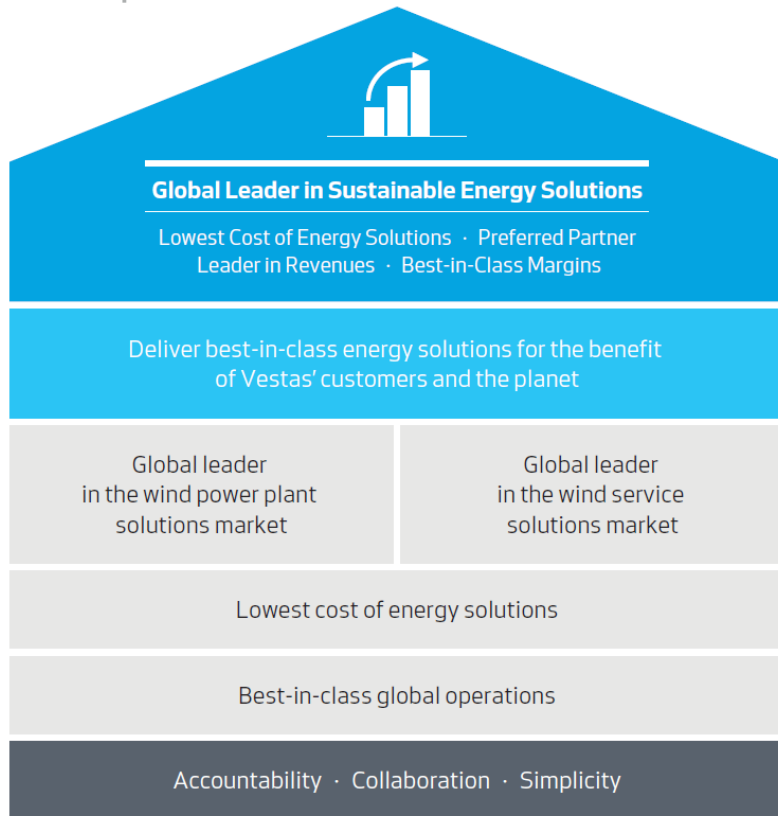 Global Leader in Sustainable Energy Solutions
Lowest Cost of Energy Solutions · Preferred Partner
Leader in Revenues · Best-in-Class Margins
Deliver best-in-class energy solutions for the benefit
of Vestas’ customers and the planet
Global leader
in the wind power plant
solutions market
Global leader
in the wind service
solutions market
Lowest cost of energy solutions
Best-in-class global operations
Accountability · Collaboration · Simplicity